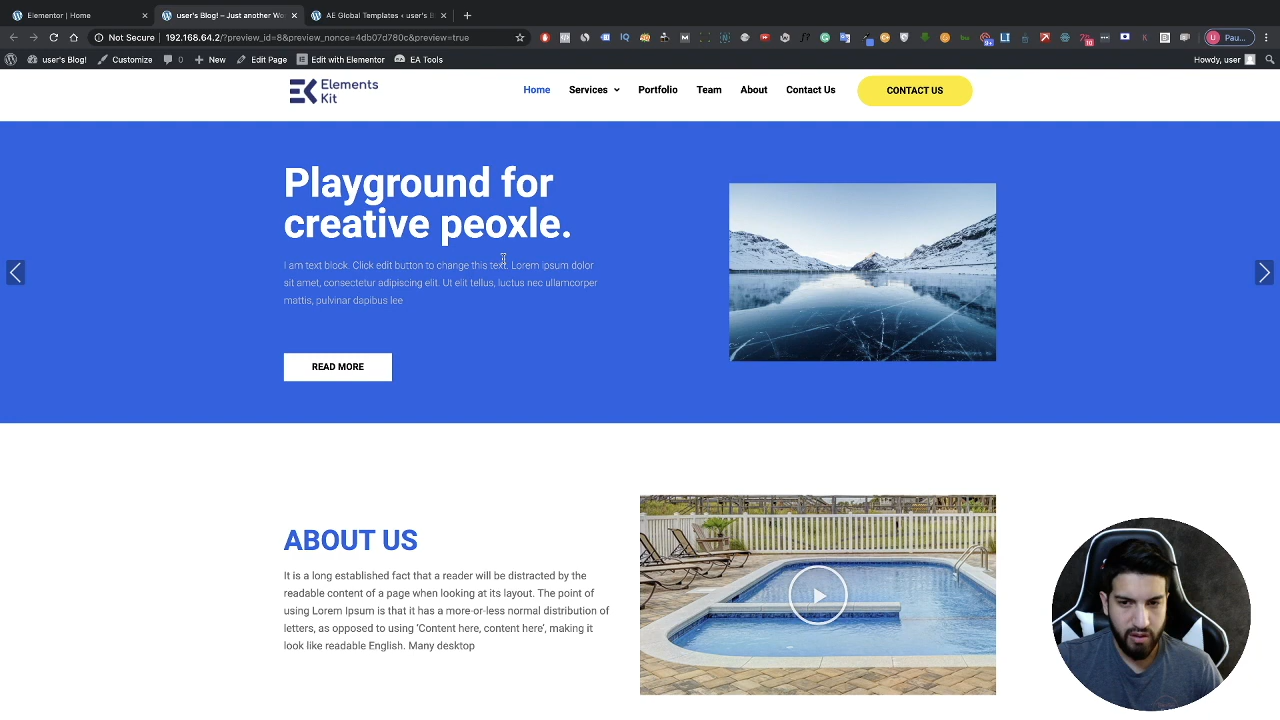 Elementor | Home
user's Blog! – Just another Wo
AE Global Templates ‹ user's B
Not Secure 192.168.64.2/?preview_id=8&preview_nonce=4db07d780c&preview=true
Pau...
user's Blog! Customize 0 New Edit Page Edit with Elementor EA Tools Howdy, user
Elements
Kit
Home Services Portfolio Team About Contact Us CONTACT US
Playground for
creative peoxle.
I am text block. Click edit button to change this text. Lorem ipsum dolor
sit amet, consectetur adipiscing elit. Ut elit tellus, luctus nec ullamcorper
mattis, pulvinar dapibus lee
READ MORE
ABOUT US
It is a long established fact that a reader will be distracted by the
readable content of a page when looking at its layout. The point of
using Lorem Ipsum is that it has a more-or-less normal distribution of
letters, as opposed to using 'Content here, content here', making it
look like readable English. Many desktop